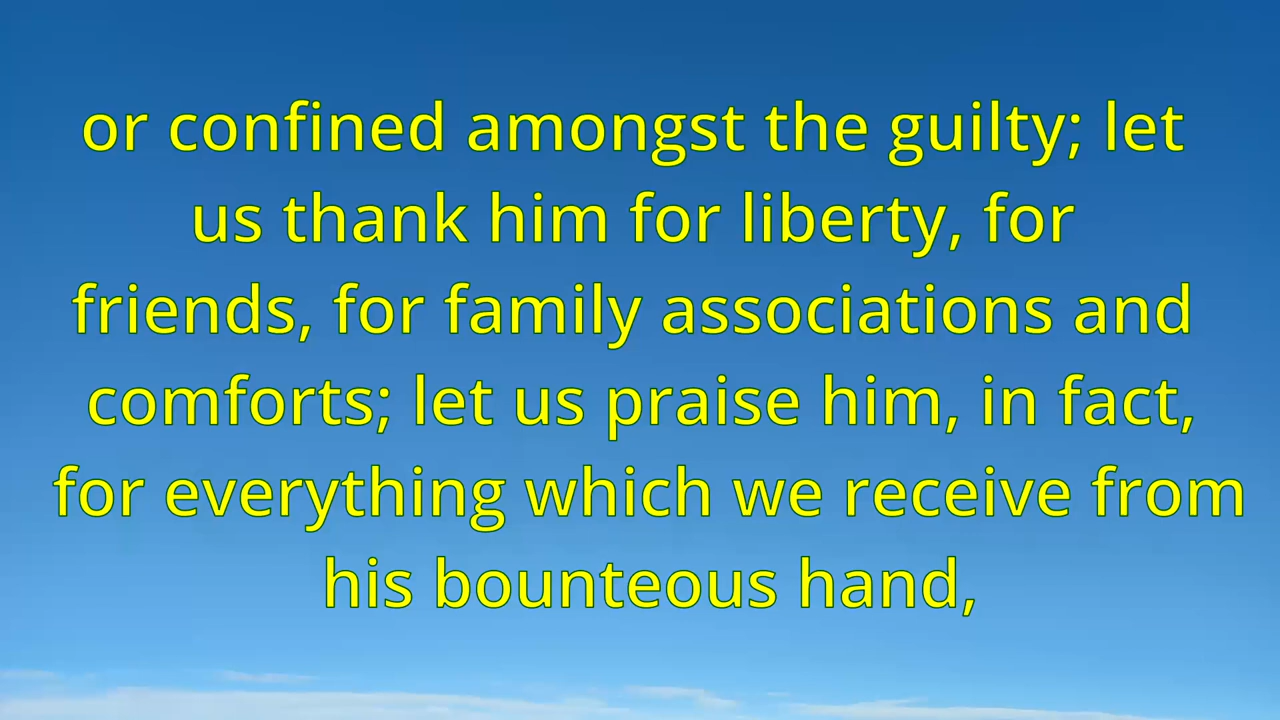 or confined amongst the guilty; let
us thank him for liberty, for
friends, for family associations and
comforts; let us praise him, in fact,
for everything which we receive from
his bounteous hand,